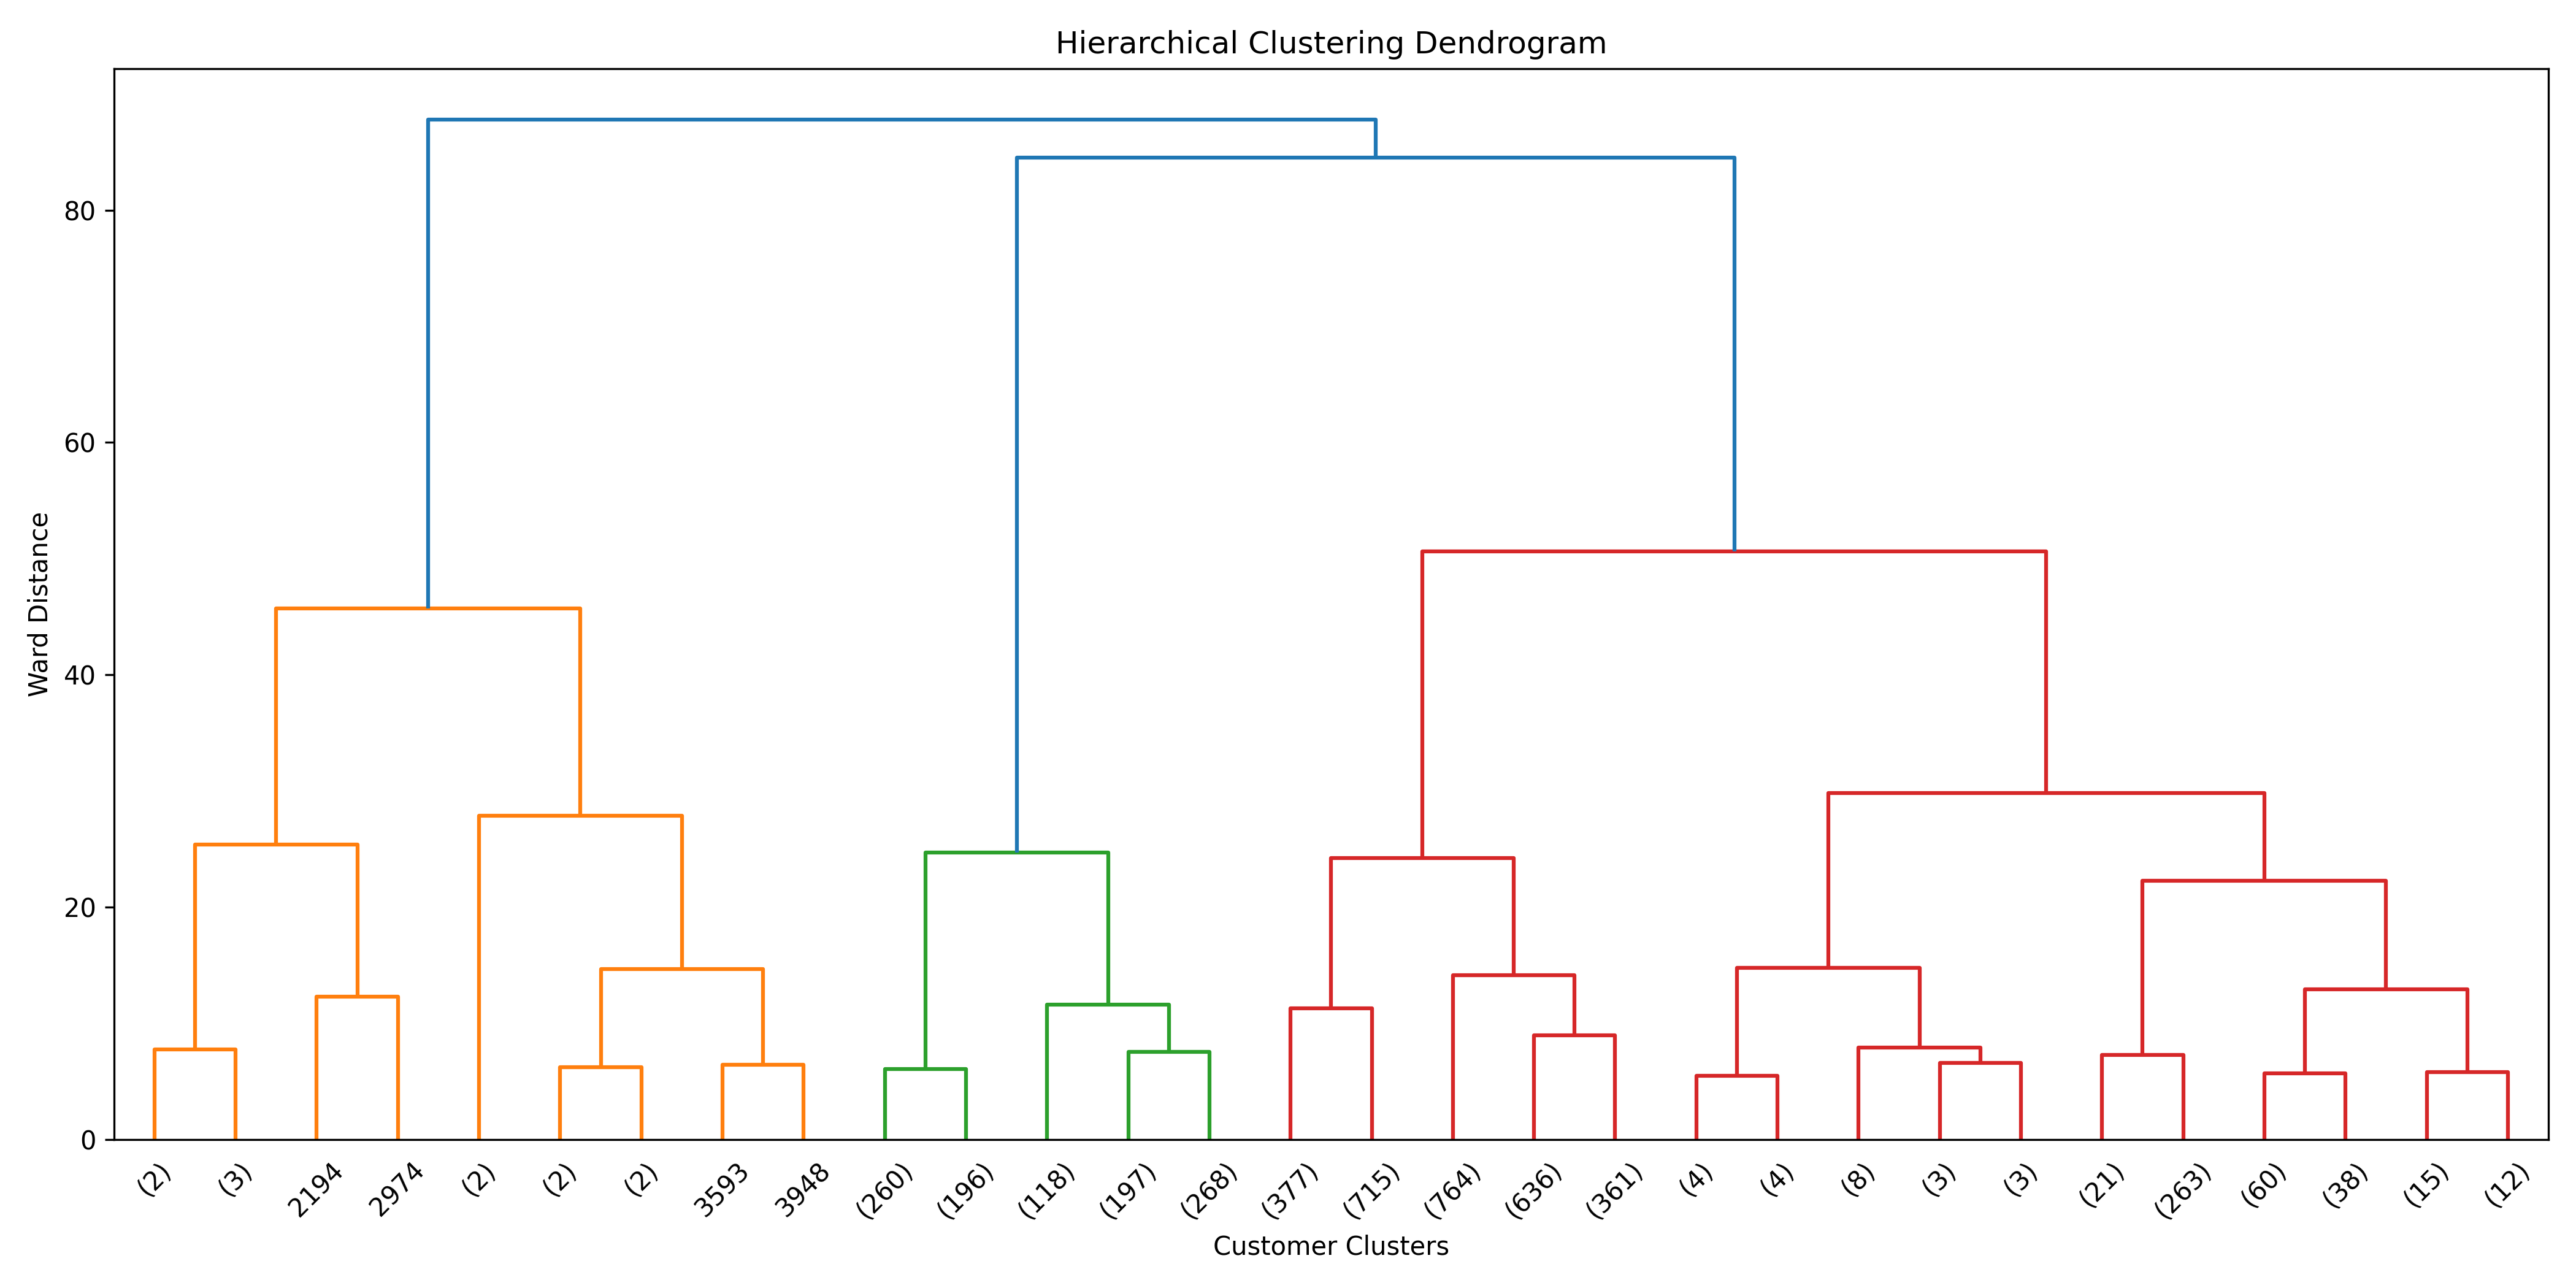 Hierarchical Clustering Dendrogram
Ward Distance
80
60
40
20
0
(2) (3) 2194 2974 (2) (2) (2) 3593 3948 (260) (196) (118) (197) (268) (377) (715) (764) (636) (361) (4) (4) (8) (3) (3) (21) (263) (60) (38) (15) (12)
Customer Clusters